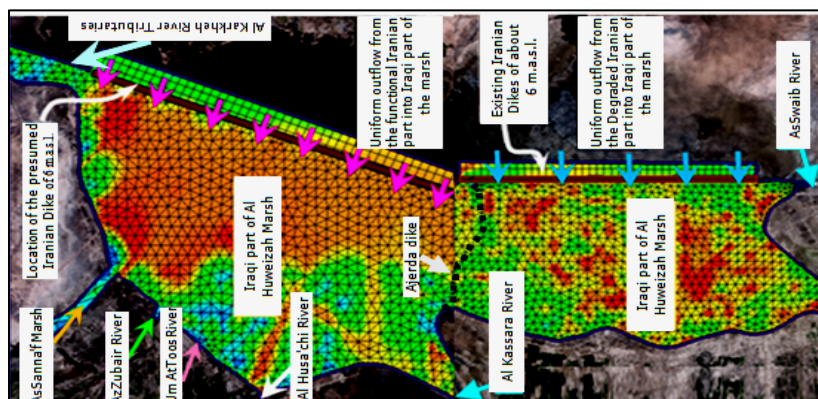 Al Karkheh River Tributaries
Location of the presumed
Iranian Dike of 6 m.a.s.l.
Uniform outflow from
the functional Iranian
part into Iraqi part of
the marsh
Existing Iranian
Dikes of about
6 m.a.s.l.
Uniform outflow from
the Degraded Iranian
part into Iraqi part of
the marsh
AsSwaib River
Iraqi part of Al
Huweizah Marsh
Ajerda dike
Iraqi part of Al
Huweizah Marsh
AsSanna'f Marsh
AzZubair River
Um AtToos River
Al Husa'chi River
Al Kassara River